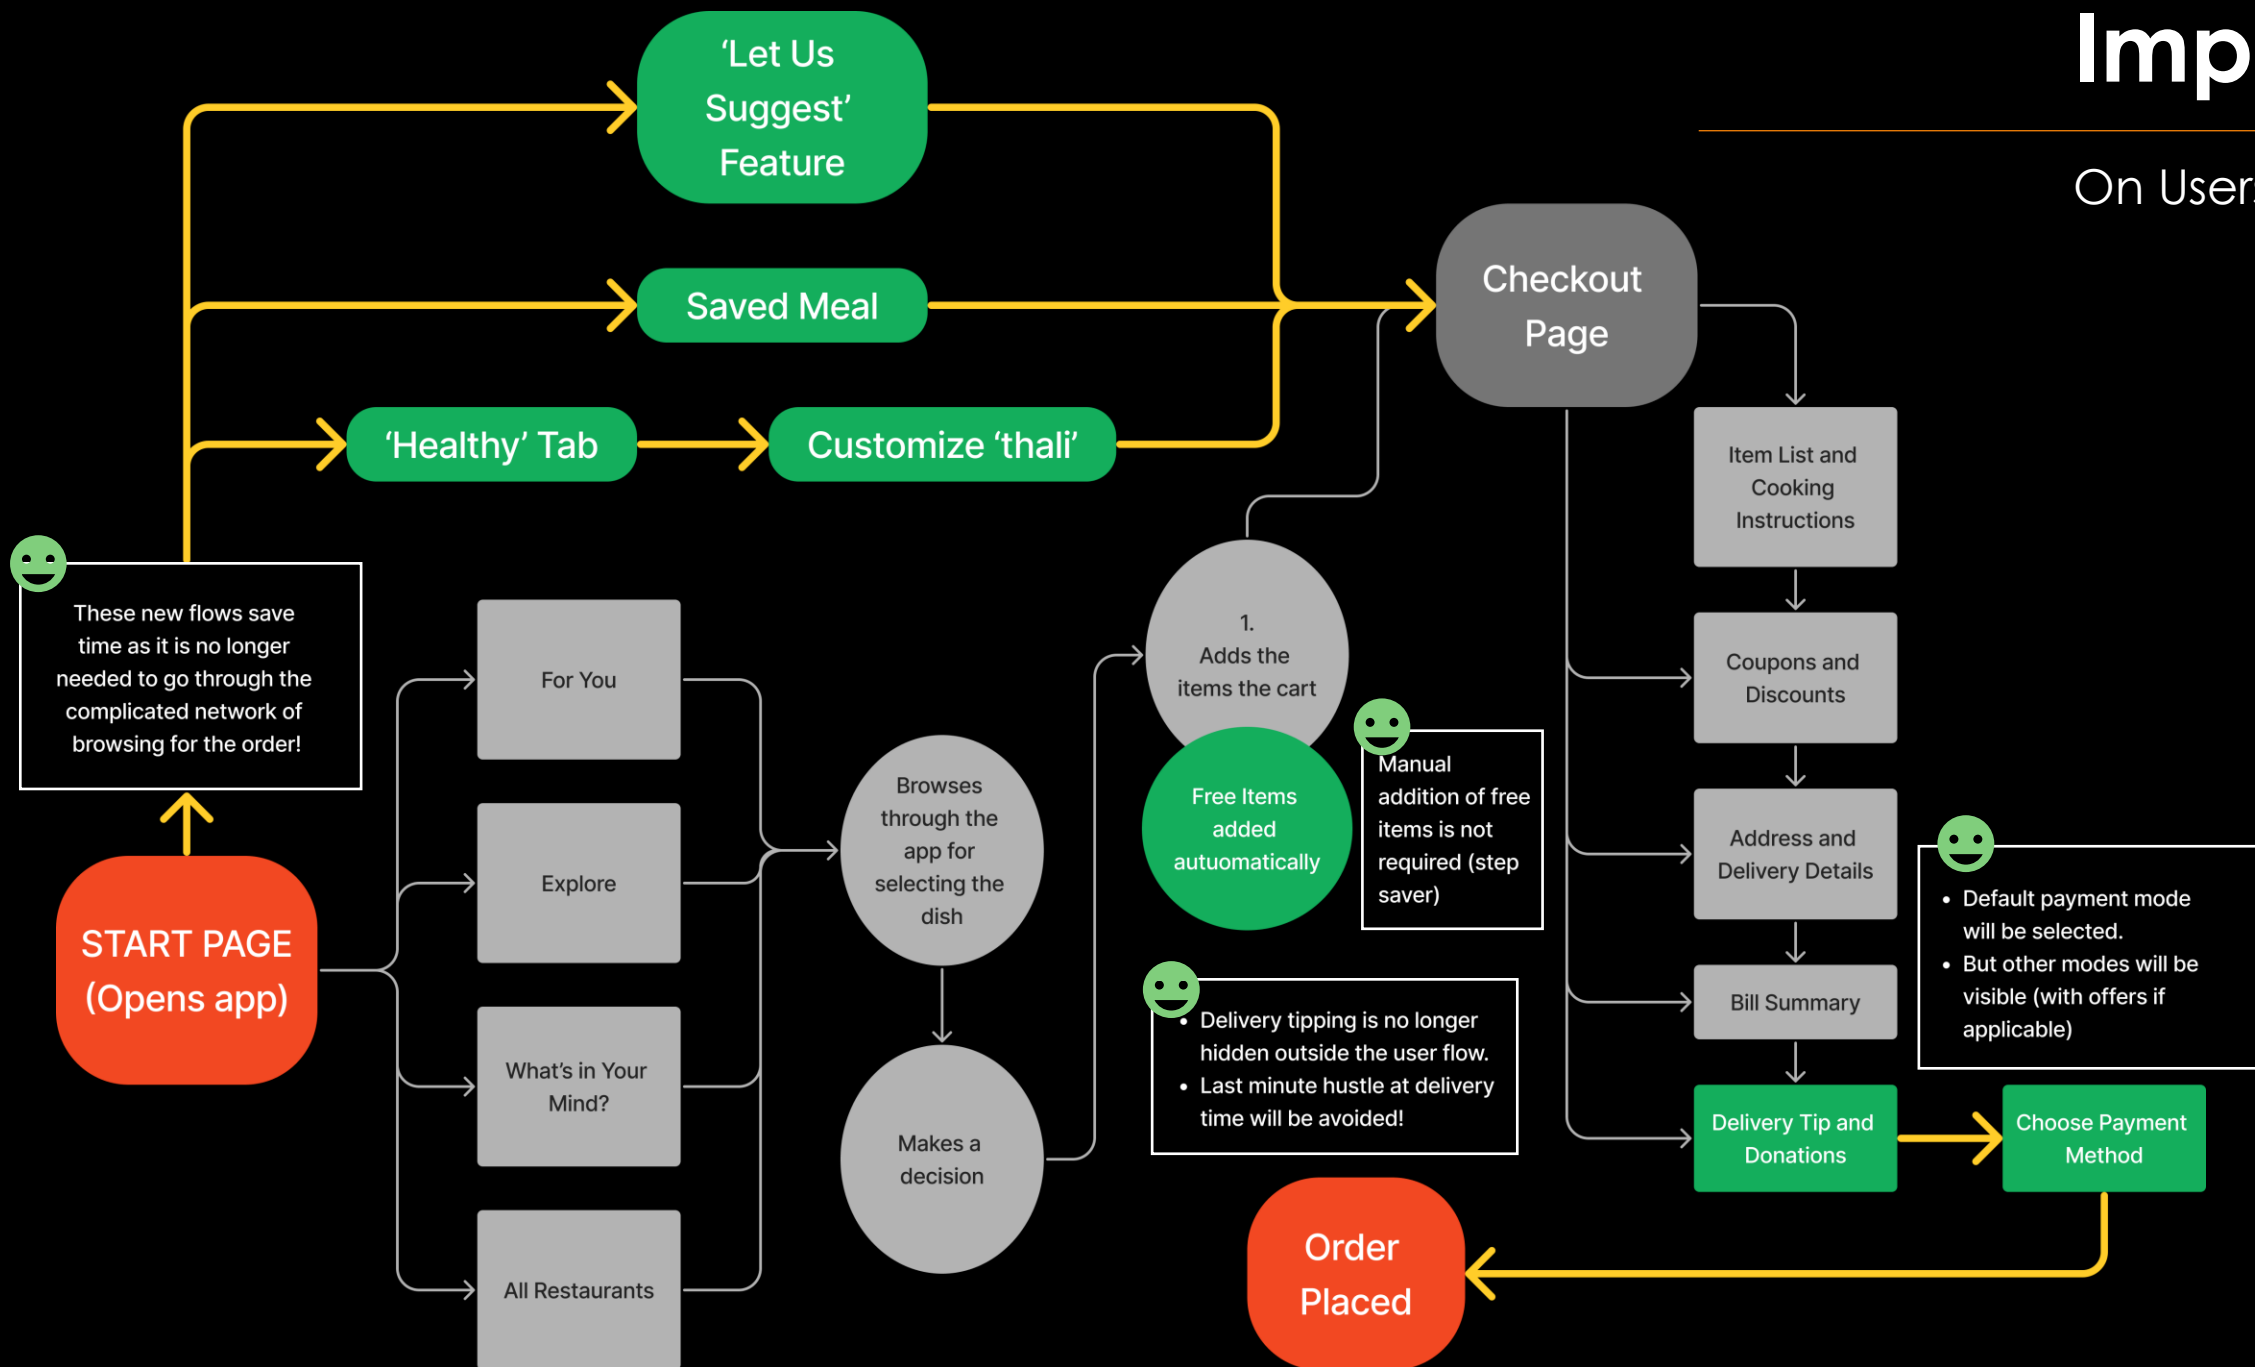 Imp
On Users
‘Let Us
Suggest’
Feature
Saved Meal
‘Healthy’ Tab
Customize ‘thali’
Checkout
Page
These new flows save
time as it is no longer
needed to go through the
complicated network of
browsing for the order!
START PAGE
(Opens app)
For You
Explore
What’s in Your
Mind?
All Restaurants
Browses
through the
app for
selecting the
dish
Makes a
decision
1.
Adds the
items the cart
Free Items
added
autuomatically
Manual
addition of free
items is not
required (step
saver)
• Delivery tipping is no longer
hidden outside the user flow.
• Last minute hustle at delivery
time will be avoided!
Item List and
Cooking
Instructions
Coupons and
Discounts
Address and
Delivery Details
Bill Summary
Delivery Tip and
Donations
• Default payment mode
will be selected.
• But other modes will be
visible (with offers if
applicable)
Choose Payment
Method
Order
Placed